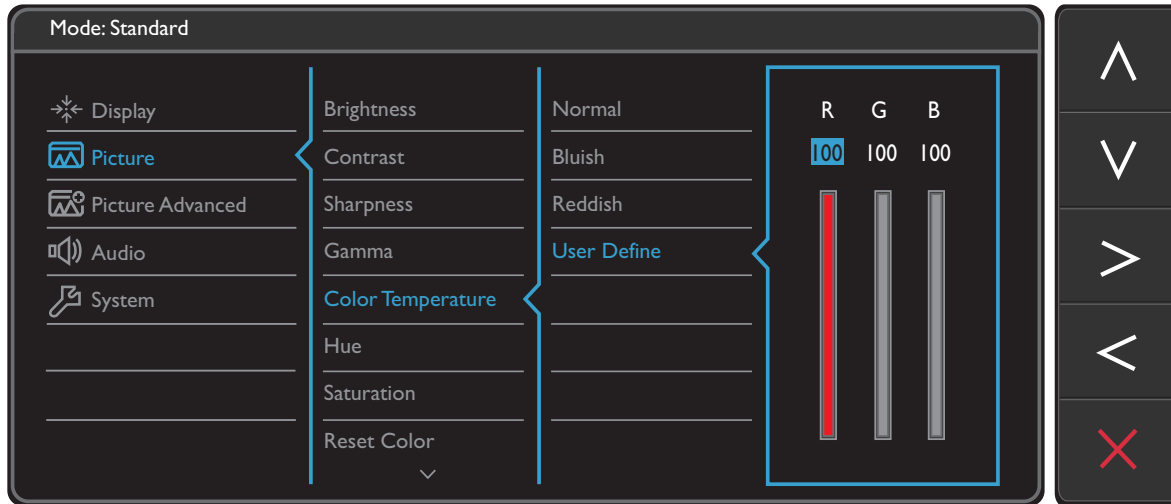 Mode: Standard
Display
Picture
Picture Advanced
Audio
System
Brightness
Contrast
Sharpness
Gamma
Color Temperature
Hue
Saturation
Reset Color
Normal
Bluish
Reddish
User Define
R G B
100 100 100